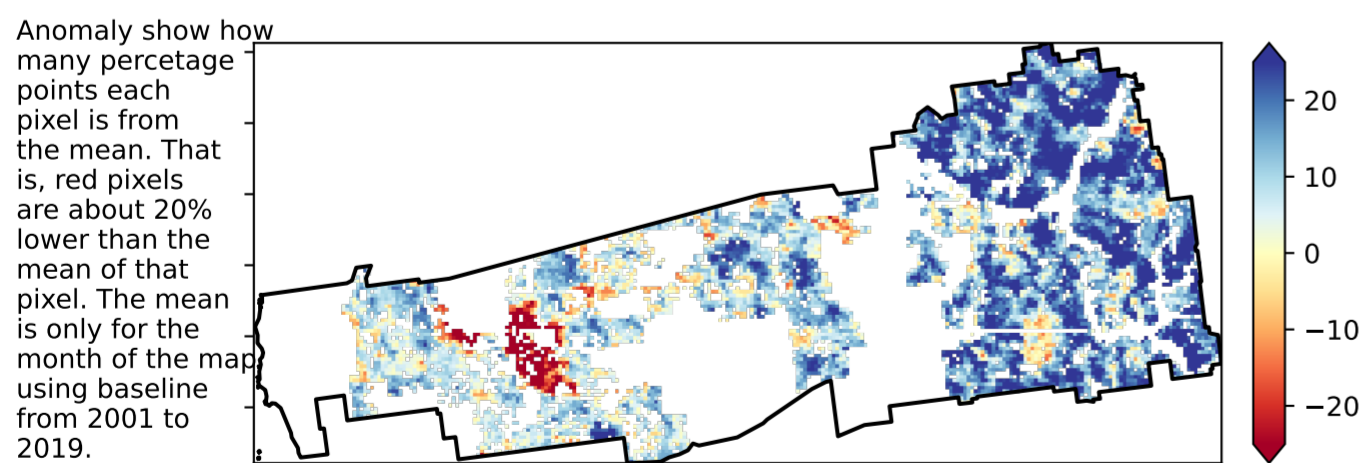 Anomaly show how
many percetage
points each
pixel is from
the mean. That
is, red pixels
are about 20%
lower than the
mean of that
pixel. The mean
is only for the
month of the map
using baseline
from 2001 to
2019.
20
10
0
−10
−20